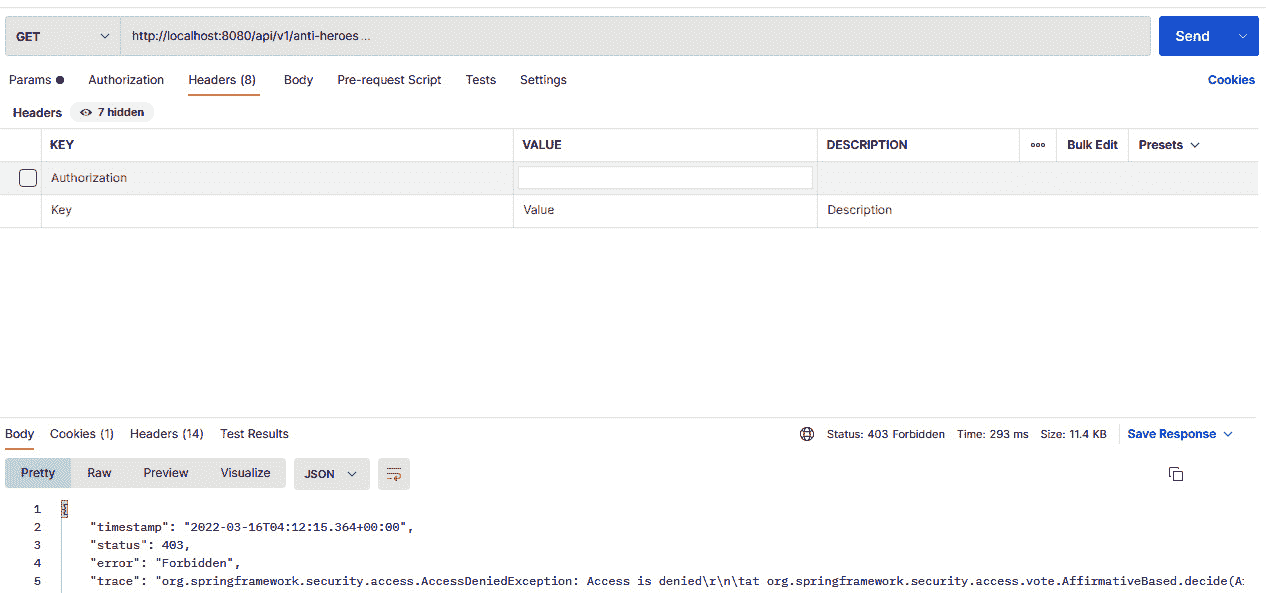 GET http://localhost:8080/api/v1/anti-heroes ... Send
Params Authorization Headers (8) Body Pre-request Script Tests Settings Cookies
Headers 7 hidden
KEY VALUE DESCRIPTION ooo Bulk Edit Presets
Authorization
Key Value Description
Body Cookies (1) Headers (14) Test Results Status: 403 Forbidden Time: 293 ms Size: 11.4 KB Save Response
Pretty Raw Preview Visualize JSON
1 {
2 "timestamp": "2022-03-16T04:12:15.364+00:00",
3 "status": 403,
4 "error": "Forbidden",
5 "trace": "org.springframework.security.access.AccessDeniedException: Access is denied\r\n\tat org.springframework.security.access.vote.AffirmativeBased.decide(A